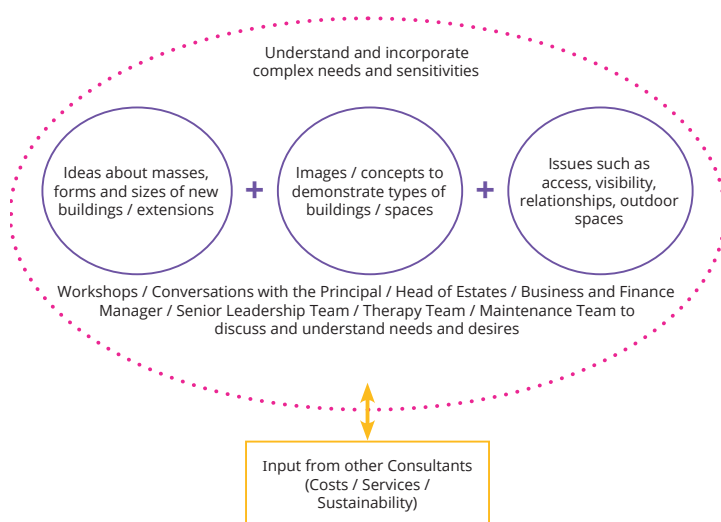 Understand and incorporate
complex needs and sensitivities
Ideas about masses,
forms and sizes of new
buildings / extensions
+
Images / concepts to
demonstrate types of
buildings / spaces
+
Issues such as
access, visibility,
relationships, outdoor
spaces
Workshops / Conversations with the Principal / Head of Estates / Business and Finance
Manager / Senior Leadership Team / Therapy Team / Maintenance Team to
discuss and understand needs and desires
Input from other Consultants
(Costs / Services /
Sustainability)